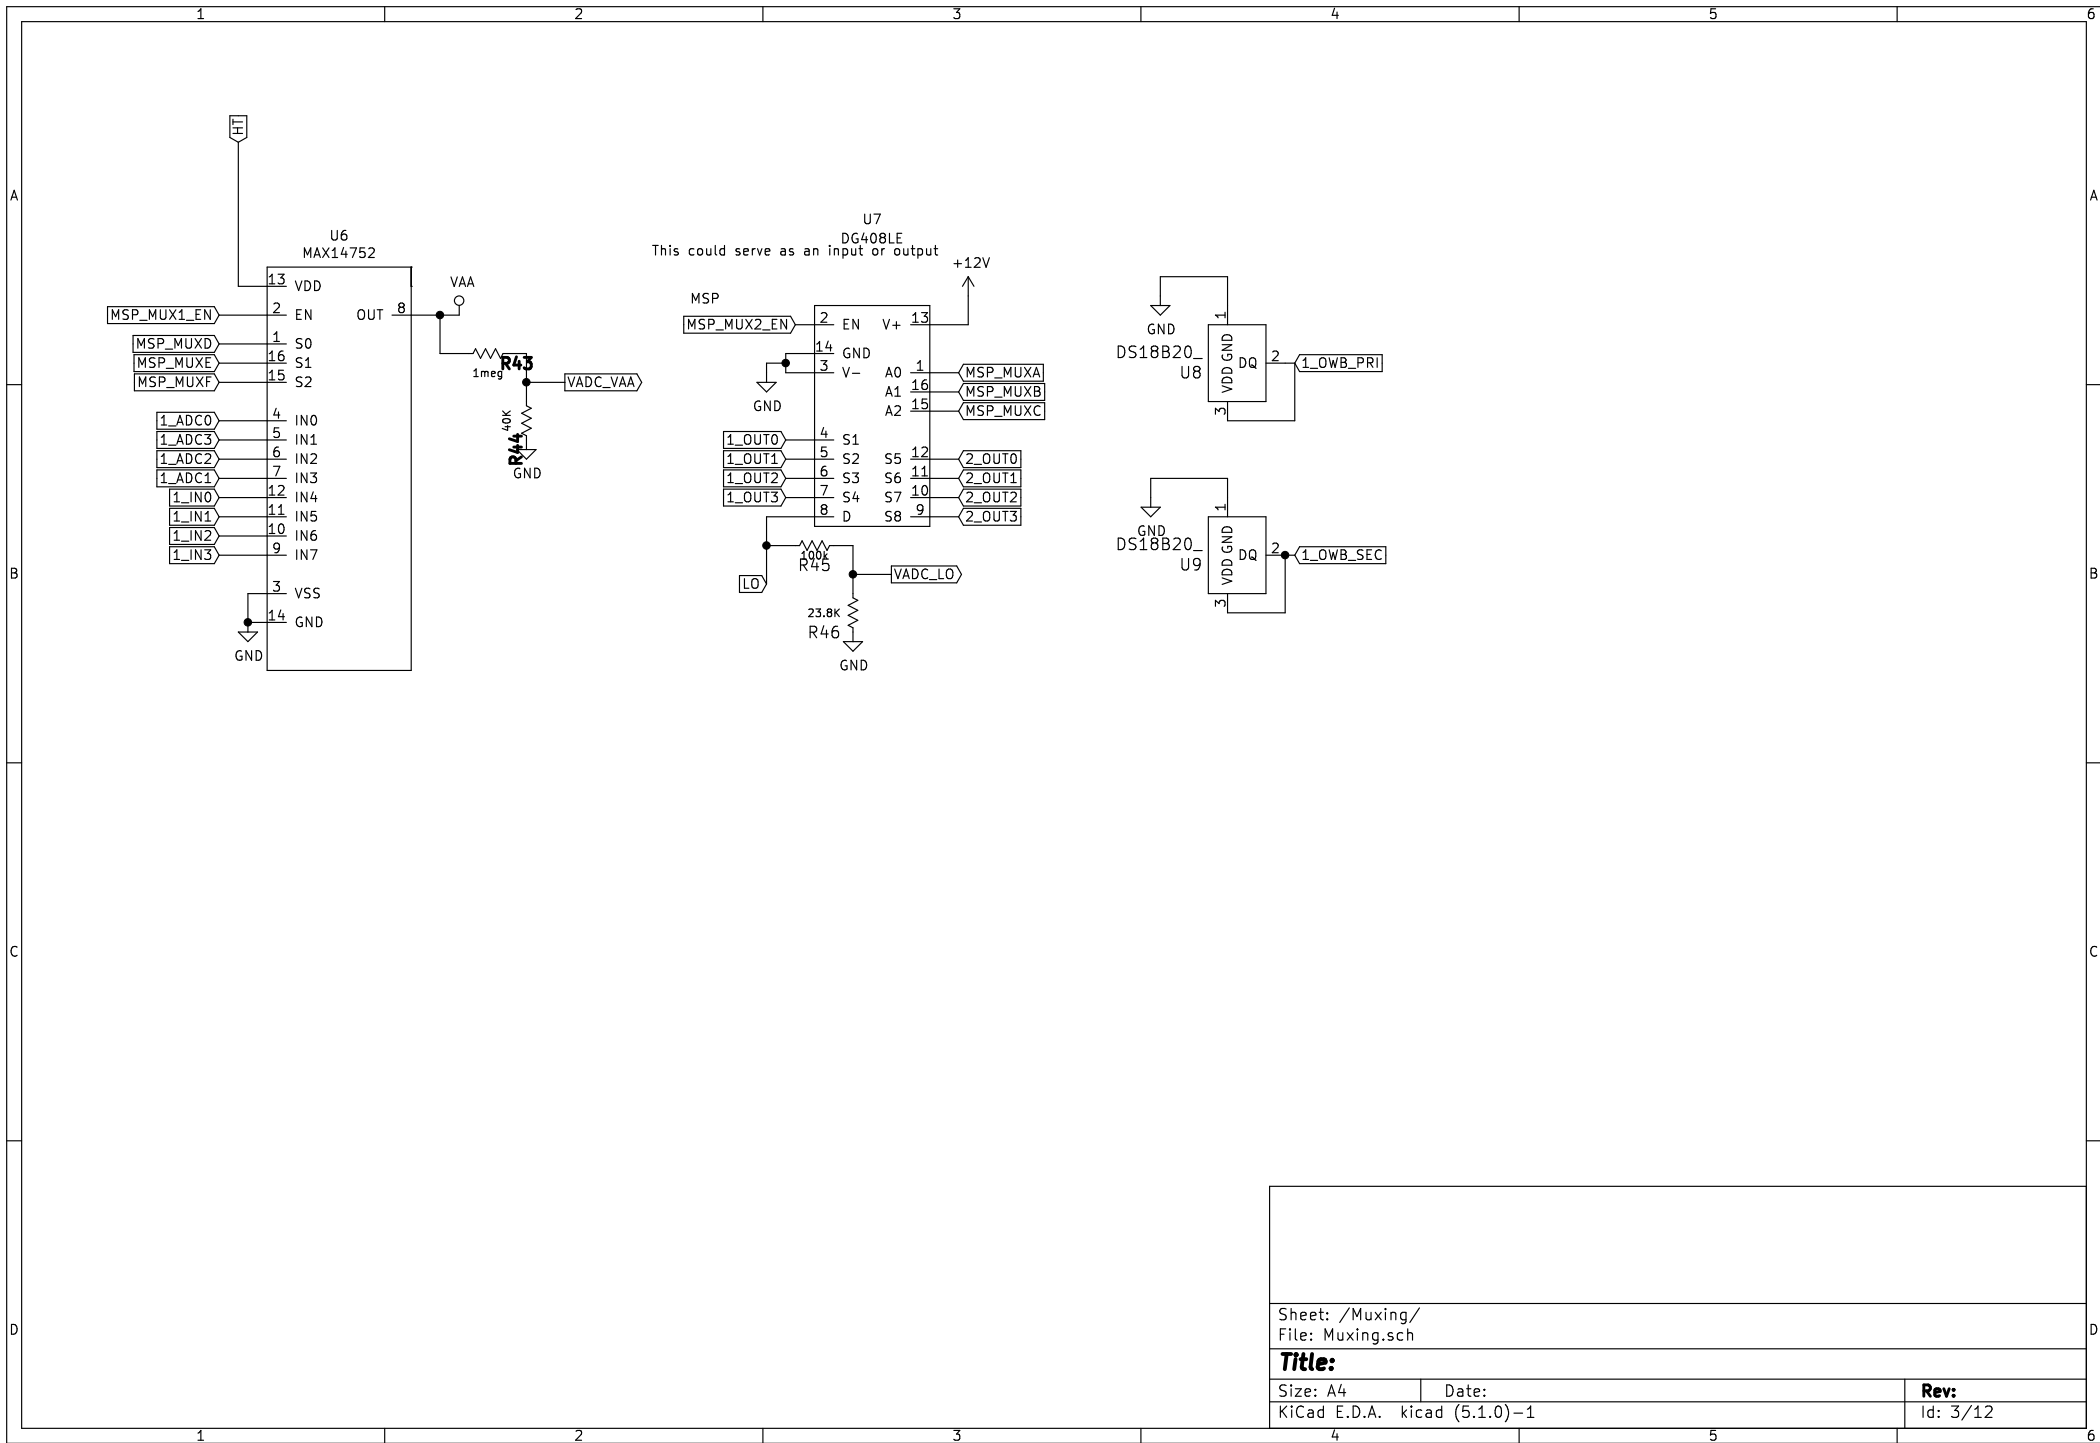 1 2 3 4 5 6
A A
B B
C C
D D
HT
U6
MAX14752
13 VDD
MSP_MUX1_EN 2 EN
OUT 8
VAA
MSP_MUXD 1 S0
MSP_MUXE 16 S1
MSP_MUXF 15 S2
1_ADC0 4 IN0
1_ADC3 5 IN1
1_ADC2 6 IN2
1_ADC1 7 IN3
1_IN0 12 IN4
1_IN1 11 IN5
1_IN2 10 IN6
1_IN3 9 IN7
3 VSS
14 GND
GND
R43
1meg
VADC_VAA
40K
R44
GND
U7
DG408LE
This could serve as an input or output
+12V
MSP
MSP_MUX2_EN 2 EN V+ 13
14 GND
3 V-
GND
A0 1 MSP_MUXA
A1 16 MSP_MUXB
A2 15 MSP_MUXC
1_OUT0 4 S1
1_OUT1 5 S2 S5 12 2_OUT0
1_OUT2 6 S3 S6 11 2_OUT1
1_OUT3 7 S4 S7 10 2_OUT2
8 D S8 9 2_OUT3
100k
R45
LO
VADC_LO
23.8K
R46
GND
GND
1
DS18B20_
U8
VDD GND
DQ 2 1_OWB_PRI
3
GND
1
DS18B20_
U9
VDD GND
DQ 2 1_OWB_SEC
3
Sheet: /Muxing/
File: Muxing.sch
Title:
Size: A4 Date: Rev:
KiCad E.D.A. kicad (5.1.0)-1 Id: 3/12
1 2 3 4 5 6